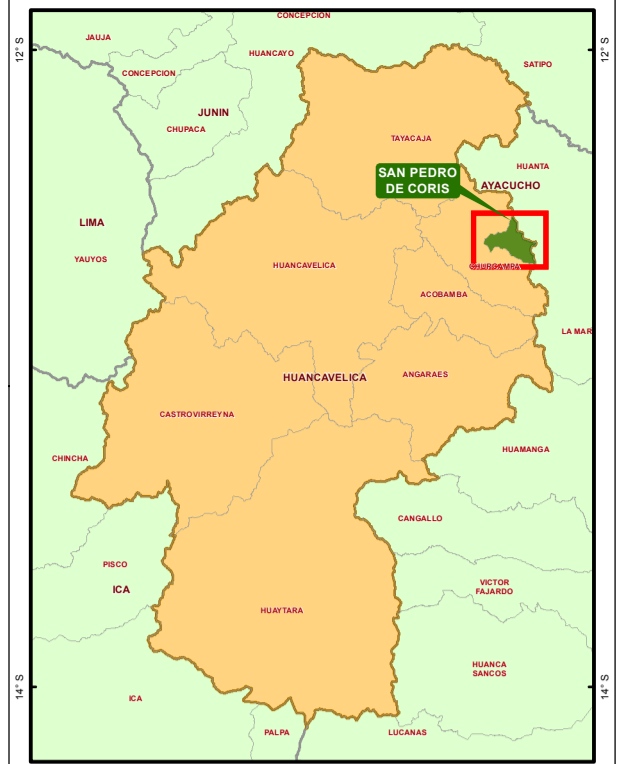 CONCEPCION
JAUJA
12° S
12° S
HUANCAYO
SATIPO
CONCEPCION
JUNIN
CHUPACA
TAYACAJA
HUANTA
SAN PEDRO
DE CORIS
AYACUCHO
LIMA
YAUYOS
HUANCAVELICA
CHURCAMPA
ACOBAMBA
LA MAR
HUANCAVELICA
ANGARAES
CASTROVIRREYNA
CHINCHA
HUAMANGA
CANGALLO
PISCO
ICA
VICTOR
FAJARDO
HUAYTARA
HUANCA
SANCOS
14° S
14° S
ICA
PALPA
LUCANAS